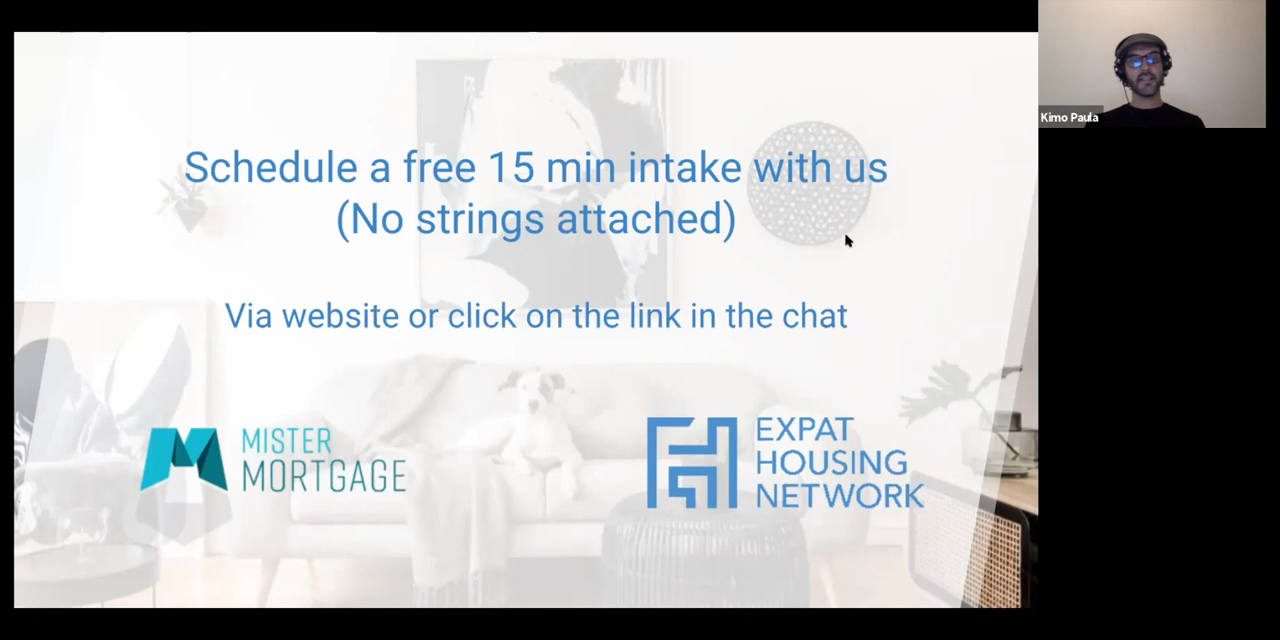 Schedule a free 15 min intake with us
(No strings attached)
Via website or click on the link in the chat
MISTER
MORTGAGE
EXPAT
HOUSING
NETWORK
Kimo Paula